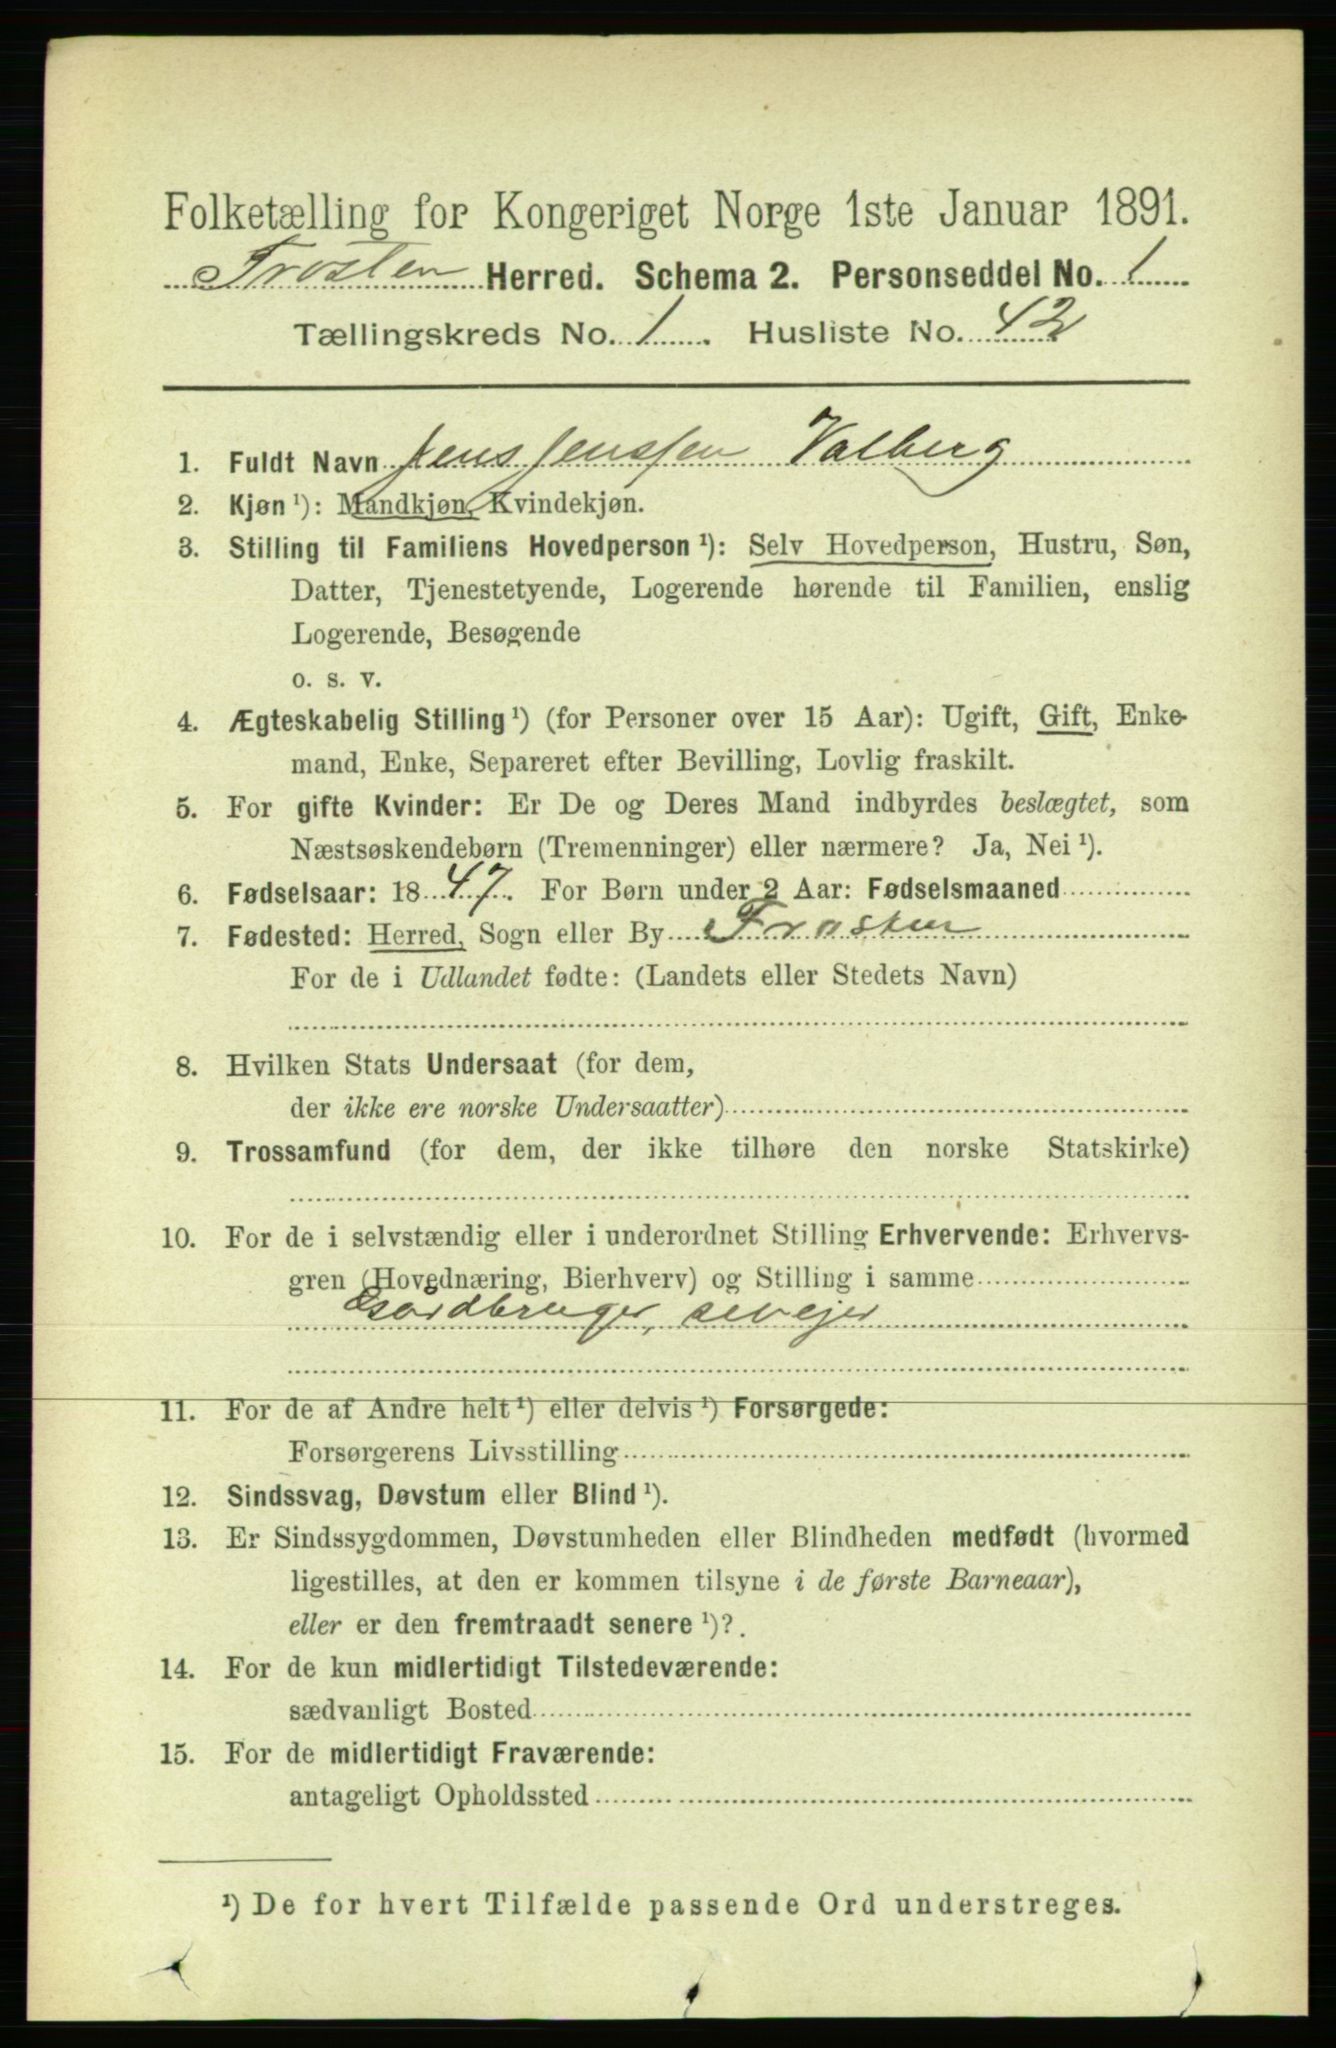 Folketælling for Kongeriget Norge 1ste Januar 1891.
Frosten Herred. Schema 2. Personseddel No. 1
Tællingskreds No. 1. Husliste No. 42
1. Fuldt Navn Jens Jenssen Valberg
2. Kjøn ¹): Mandkjøn, Kvindekjøn.
3. Stilling til Familiens Hovedperson ¹): Selv Hovedperson, Hustru, Søn,
Datter, Tjenestetyende, Logerende hørende til Familien, enslig
Logerende, Besøgende
o. s. v.
4. Ægteskabelig Stilling ¹) (for Personer over 15 Aar): Ugift, Gift, Enke-
mand, Enke, Separeret efter Bevilling, Lovlig fraskilt.
5. For gifte Kvinder: Er De og Deres Mand indbyrdes beslægtet, som
Næstsøskendebørn (Tremenninger) eller nærmere? Ja, Nei ¹).
6. Fødselsaar: 1847. For Børn under 2 Aar: Fødselsmaaned
7. Fødested: Herred, Sogn eller By Frosten
For de i Udlandet fødte: (Landets eller Stedets Navn)
8. Hvilken Stats Undersaat (for dem,
der ikke ere norske Undersaatter)
9. Trossamfund (for dem, der ikke tilhøre den norske Statskirke)
10. For de i selvstændig eller i underordnet Stilling Erhvervende: Erhvervs-
gren (Hovednæring, Bierhverv) og Stilling i samme
Gardbruger, selvejer
11. For de af Andre helt ¹) eller delvis ¹) Forsørgede:
Forsørgerens Livsstilling
12. Sindssvag, Døvstum eller Blind ¹).
13. Er Sindssygdommen, Døvstumheden eller Blindheden medfødt (hvormed
ligestilles, at den er kommen tilsyne i de første Barneaar),
eller er den fremtraadt senere ¹)?.
14. For de kun midlertidigt Tilstedeværende:
sædvanligt Bosted
15. For de midlertidigt Fraværende:
antageligt Opholdssted
¹) De for hvert Tilfælde passende Ord understreges.